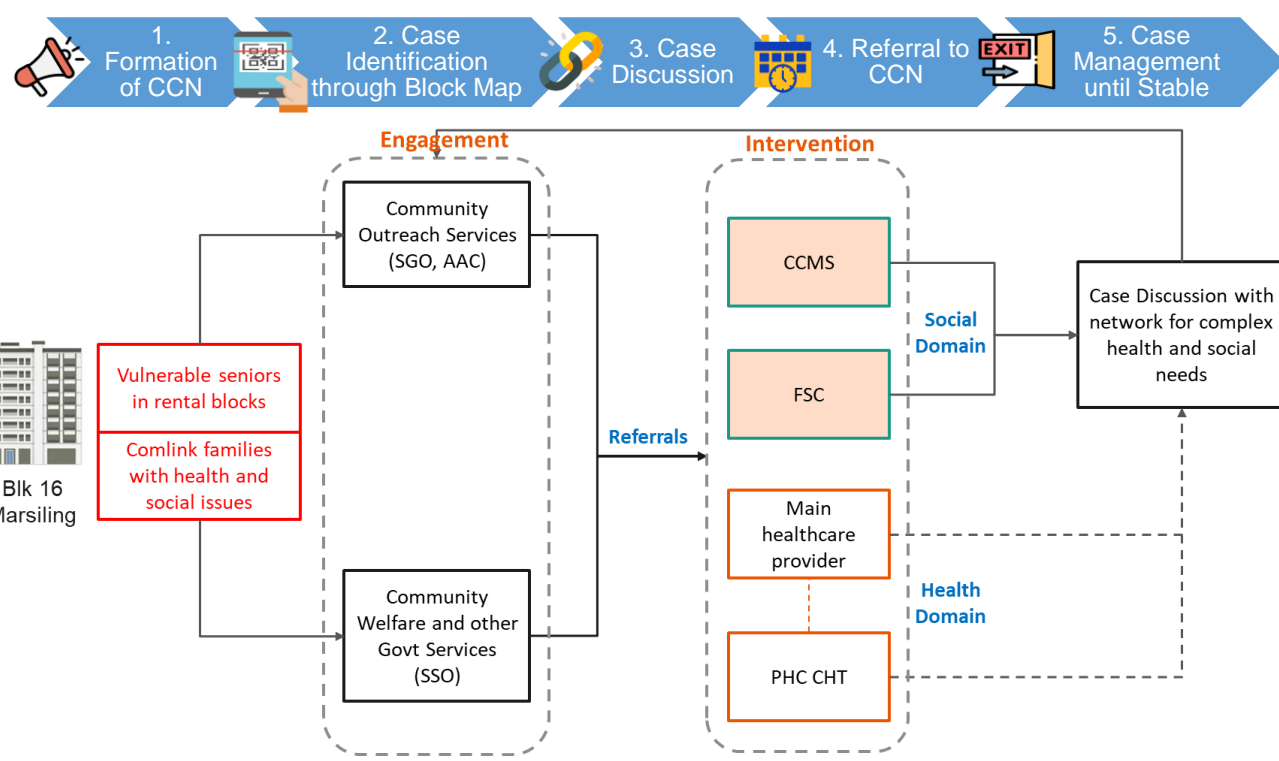 1.
Formation
of CCN
2. Case
Identification
through Block Map
3. Case
Discussion
4. Referral to
CCN
EXIT
5. Case
Management
until Stable
Engagement
Intervention
Community
Outreach Services
(SGO, AAC)
CCMS
Social
Domain
Case Discussion with
network for complex
health and social
needs
Vulnerable seniors
in rental blocks
Comlink families
with health and
social issues
FSC
Referrals
Blk 16
Marsiling
Main
healthcare
provider
Health
Domain
Community
Welfare and other
Govt Services
(SSO)
PHC CHT